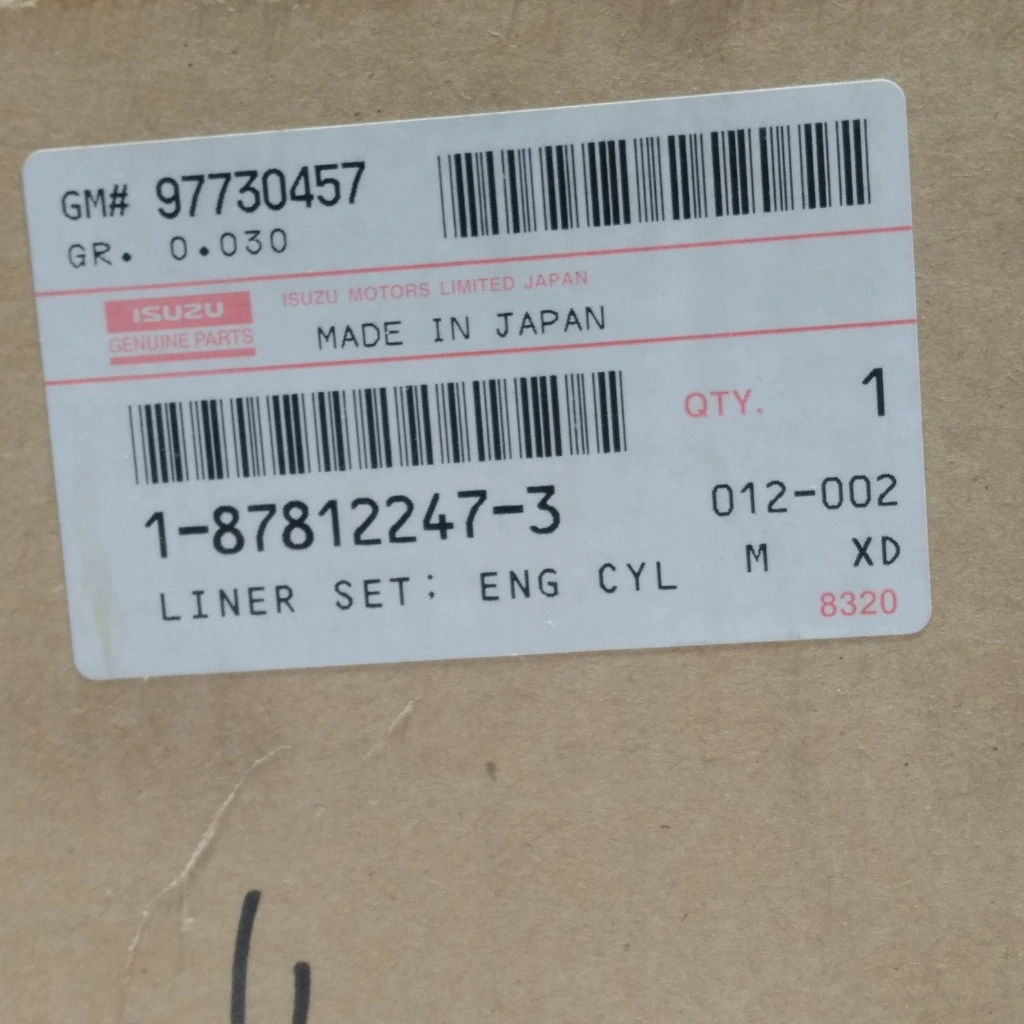 GM# 97730457
GR. 0.030
ISUZU
GENUINE PARTS
ISUZU MOTORS LIMITED JAPAN
MADE IN JAPAN
QTY. 1
1-87812247-3
012-002
LINER SET; ENG CYL
M XD
8320